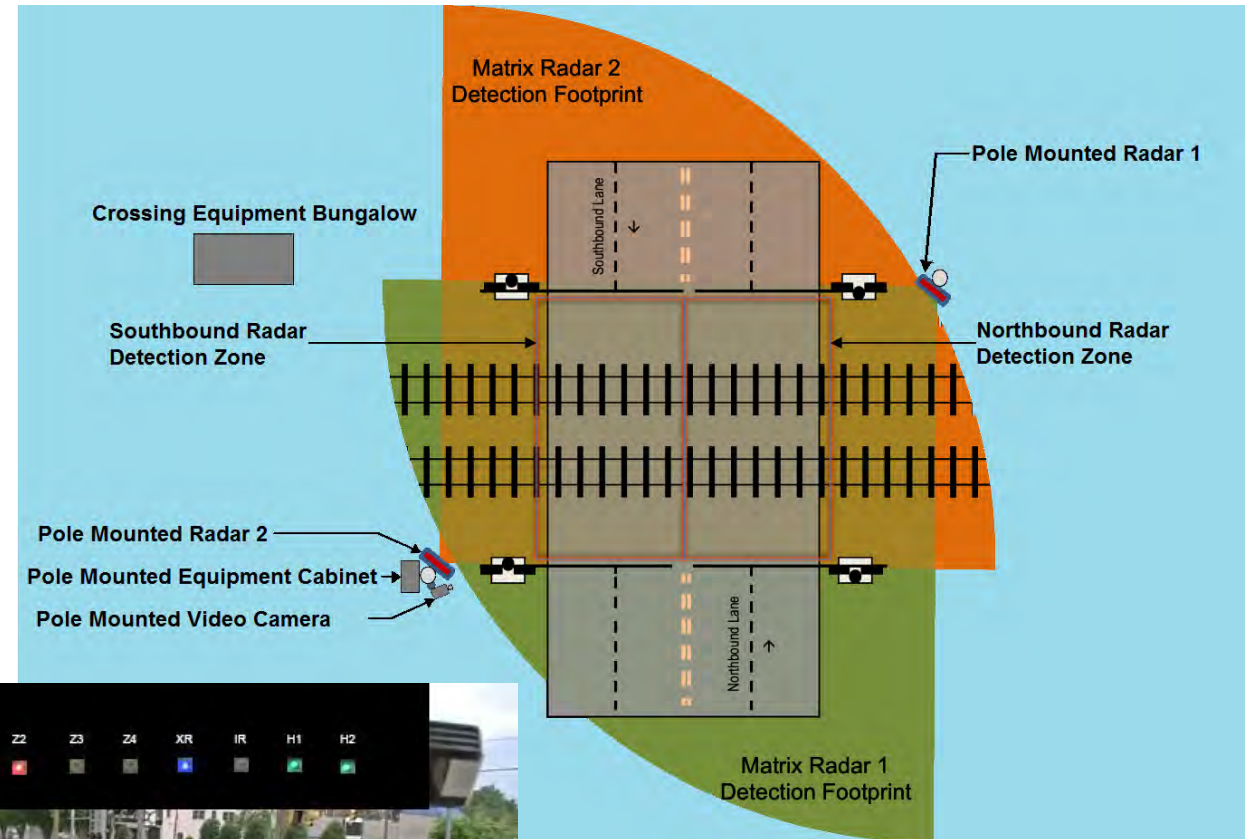 Matrix Radar 2
Detection Footprint
Pole Mounted Radar 1
Southbound Lane
Crossing Equipment Bungalow
Southbound Radar
Detection Zone
Northbound Radar
Detection Zone
Pole Mounted Radar 2
Pole Mounted Equipment Cabinet
Pole Mounted Video Camera
Northbound Lane
Z2 Z3 Z4 XR IR H1 H2
Matrix Radar 1
Detection Footprint